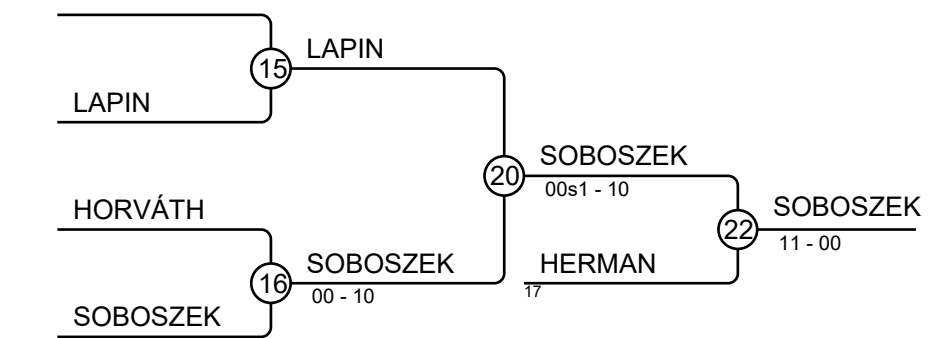 15
LAPIN
LAPIN
20
SOBOSZEK
00s1 - 10
HORVÁTH
16
SOBOSZEK
00 - 10
SOBOSZEK
HERMAN
17
22
SOBOSZEK
11 - 00